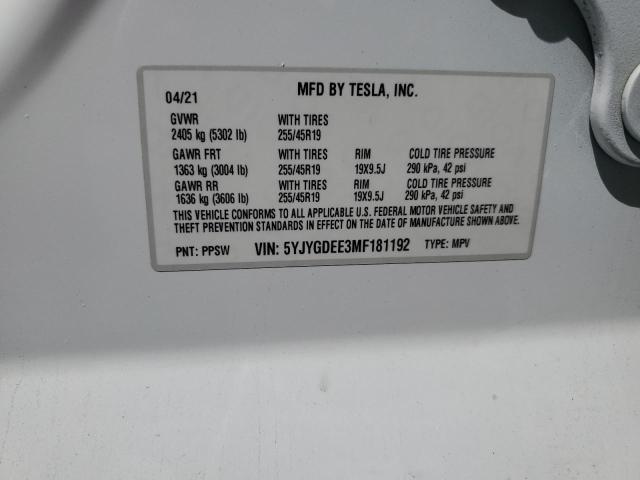 04/21 MFD BY TESLA, INC.
GVWR WITH TIRES
2405 kg (5302 lb) 255/45R19
GAWR FRT WITH TIRES RIM COLD TIRE PRESSURE
1363 kg (3004 lb) 255/45R19 19X9.5J 290 kPa, 42 psi
GAWR RR WITH TIRES RIM COLD TIRE PRESSURE
1636 kg (3606 lb) 255/45R19 19X9.5J 290 kPa, 42 psi
THIS VEHICLE CONFORMS TO ALL APPLICABLE U.S. FEDERAL MOTOR VEHICLE SAFETY AND
THEFT PREVENTION STANDARDS IN EFFECT ON THE DATE OF MANUFACTURE SHOWN ABOVE.
PNT: PPSW VIN: 5YJYGDEE3MF181192 TYPE: MPV